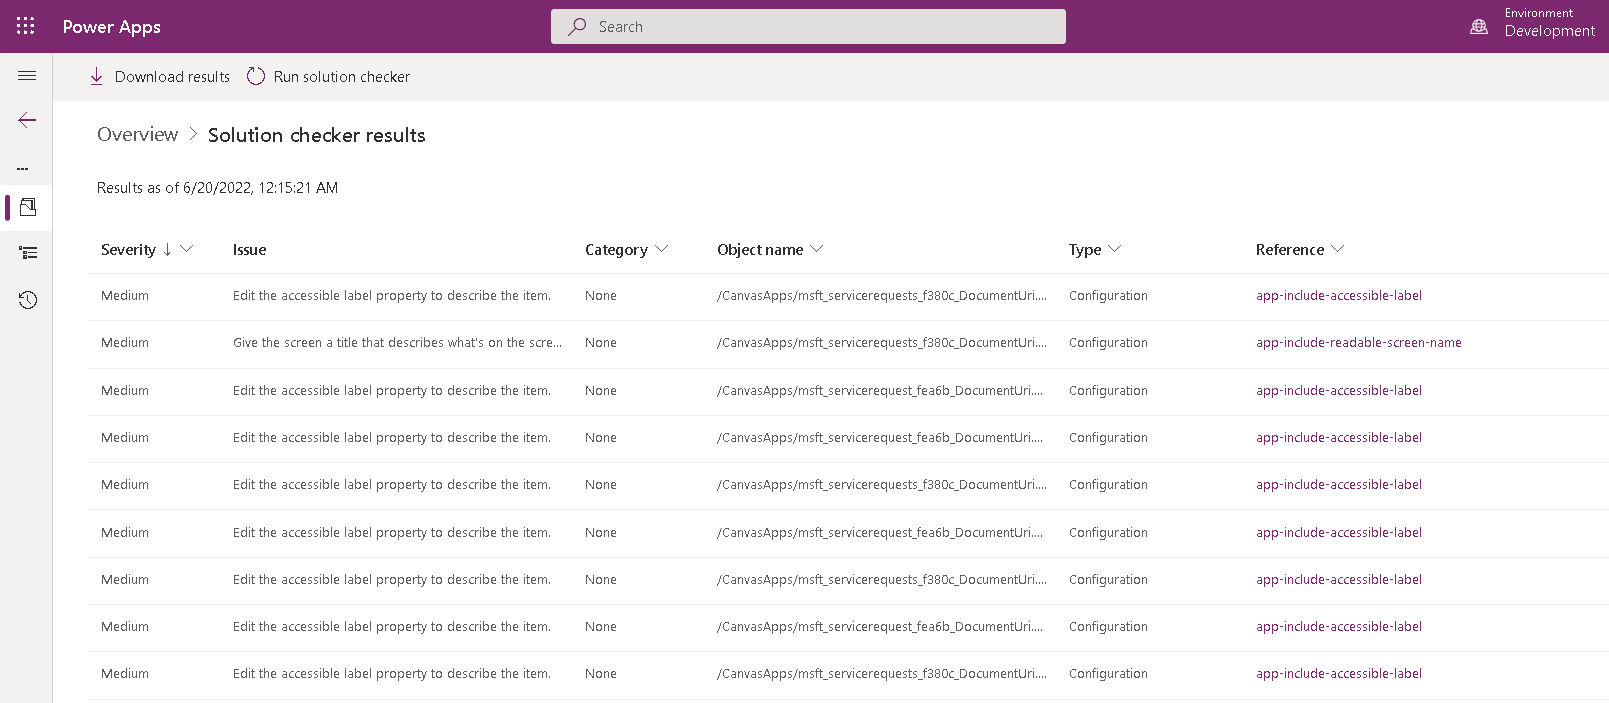 Power Apps
Search
Environment
Development
Download results
Run solution checker
Overview > Solution checker results
Results as of 6/20/2022, 12:15:21 AM
Severity ↓ Issue Category Object name Type Reference
Medium Edit the accessible label property to describe the item. None /CanvasApps/msft_servicerequests_f380c_DocumentUri.... Configuration app-include-accessible-label
Medium Give the screen a title that describes what's on the scre... None /CanvasApps/msft_servicerequests_f380c_DocumentUri.... Configuration app-include-readable-screen-name
Medium Edit the accessible label property to describe the item. None /CanvasApps/msft_servicerequest_fea6b_DocumentUri.... Configuration app-include-accessible-label
Medium Edit the accessible label property to describe the item. None /CanvasApps/msft_servicerequest_fea6b_DocumentUri.... Configuration app-include-accessible-label
Medium Edit the accessible label property to describe the item. None /CanvasApps/msft_servicerequests_f380c_DocumentUri.... Configuration app-include-accessible-label
Medium Edit the accessible label property to describe the item. None /CanvasApps/msft_servicerequest_fea6b_DocumentUri.... Configuration app-include-accessible-label
Medium Edit the accessible label property to describe the item. None /CanvasApps/msft_servicerequests_f380c_DocumentUri.... Configuration app-include-accessible-label
Medium Edit the accessible label property to describe the item. None /CanvasApps/msft_servicerequest_fea6b_DocumentUri.... Configuration app-include-accessible-label
Medium Edit the accessible label property to describe the item. None /CanvasApps/msft_servicerequests_f380c_DocumentUri.... Configuration app-include-accessible-label